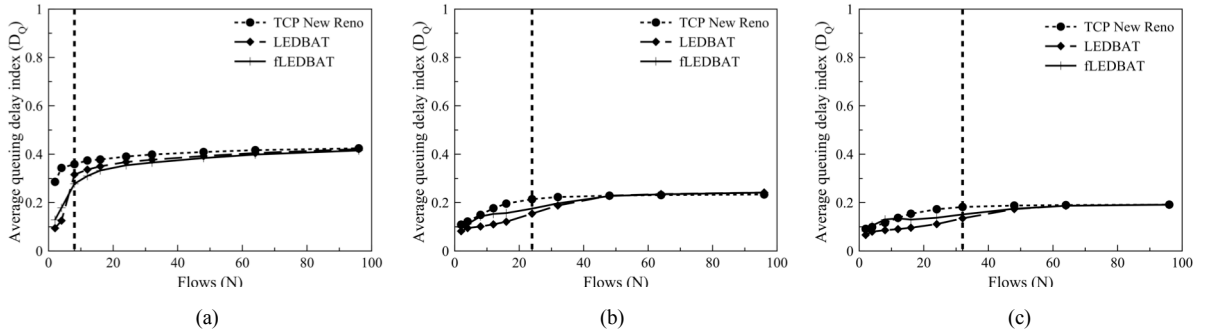 Average queuing delay index (D_Q)
1
0.8
0.6
0.4
0.2
0
0 20 40 60 80 100
Flows (N)
TCP New Reno
LEDBAT
fLEDBAT
(a)
Average queuing delay index (D_Q)
1
0.8
0.6
0.4
0.2
0
0 20 40 60 80 100
Flows (N)
TCP New Reno
LEDBAT
fLEDBAT
(b)
Average queuing delay index (D_Q)
1
0.8
0.6
0.4
0.2
0
0 20 40 60 80 100
Flows (N)
TCP New Reno
LEDBAT
fLEDBAT
(c)